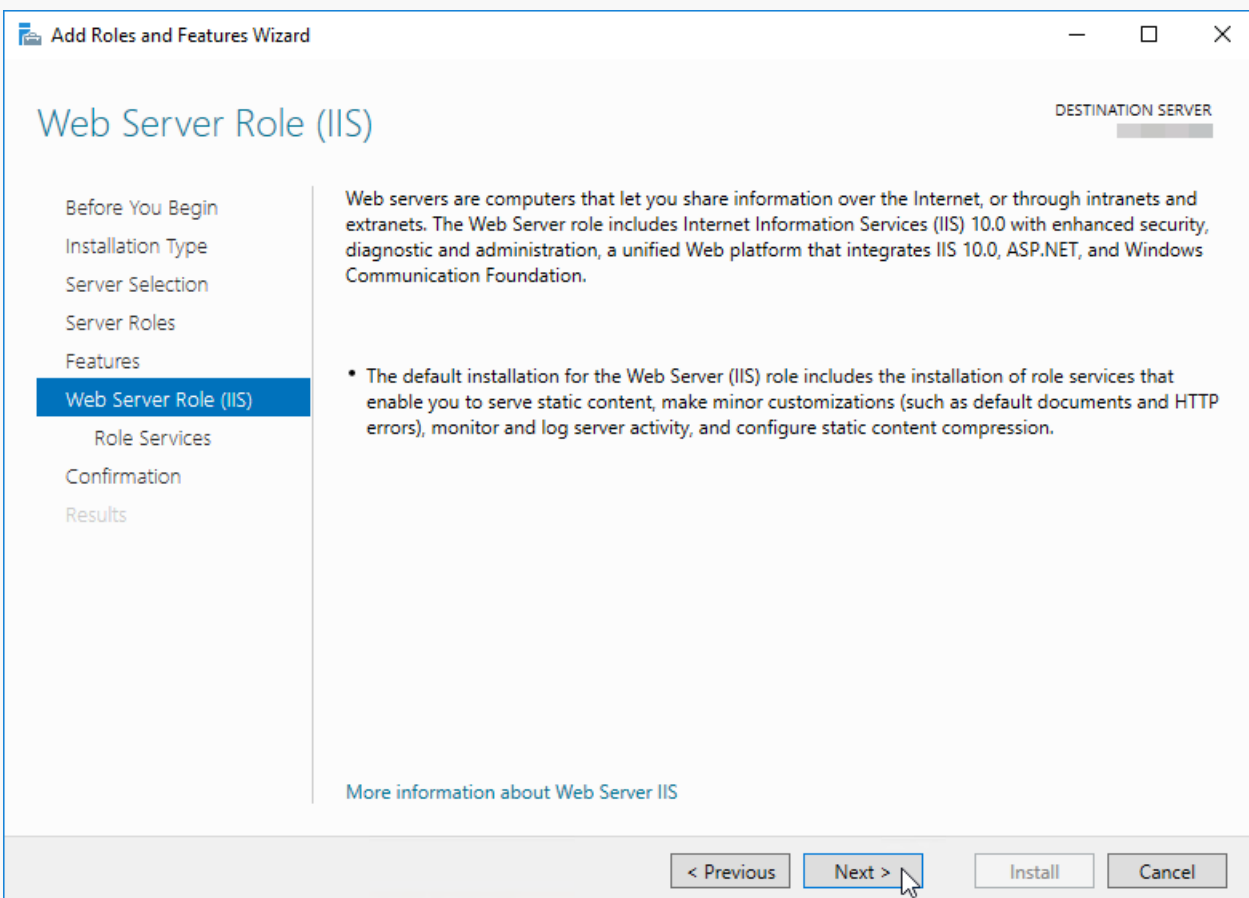 Add Roles and Features Wizard
Web Server Role (IIS)
DESTINATION SERVER
Before You Begin
Installation Type
Server Selection
Server Roles
Features
Web Server Role (IIS)
Role Services
Confirmation
Results
Web servers are computers that let you share information over the Internet, or through intranets and
extranets. The Web Server role includes Internet Information Services (IIS) 10.0 with enhanced security,
diagnostic and administration, a unified Web platform that integrates IIS 10.0, ASP.NET, and Windows
Communication Foundation.
• The default installation for the Web Server (IIS) role includes the installation of role services that
enable you to serve static content, make minor customizations (such as default documents and HTTP
errors), monitor and log server activity, and configure static content compression.
More information about Web Server IIS
< Previous
Next >
Install
Cancel